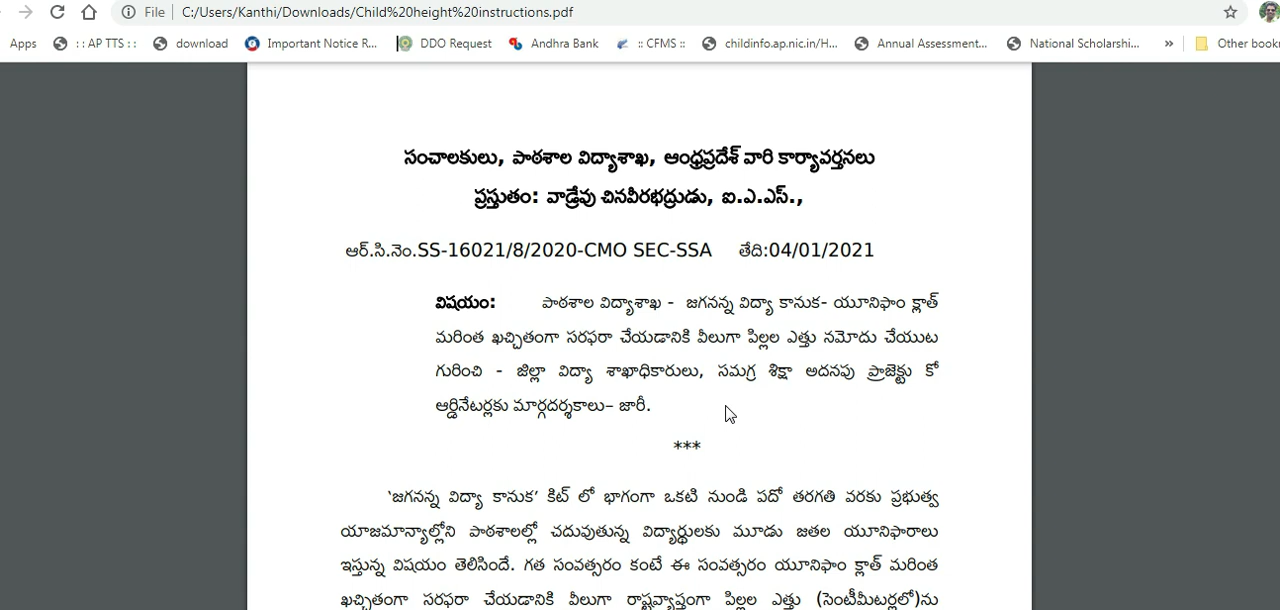 File | C:/Users/Kanthi/Downloads/Child%20height%20instructions.pdf
Apps :: AP TTS :: download Important Notice R... DDO Request Andhra Bank :: CFMS :: childinfo.ap.nic.in/H... Annual Assessment... National Scholarshi... » Other book
సంచాలకులు, పాఠశాల విద్యాశాఖ, ఆంధ్రప్రదేశ్ వారి కార్యావర్తనలు
ప్రస్తుతం: వాడ్రేవు చినవీరభద్రుడు, ఐ.ఎ.ఎస్.,
ఆర్.సి.నెం.SS-16021/8/2020-CMO SEC-SSA తేది:04/01/2021
విషయం: పాఠశాల విద్యాశాఖ - జగనన్న విద్యా కానుక- యూనిఫాం క్లాత్
మరింత ఖచ్చితంగా సరఫరా చేయడానికి వీలుగా పిల్లల ఎత్తు నమోదు చేయుట
గురించి - జిల్లా విద్యా శాఖాధికారులు, సమగ్ర శిక్షా అదనపు ప్రాజెక్టు కో
ఆర్డినేటర్లకు మార్గదర్శకాలు– జారీ.
***
‘జగనన్న విద్యా కానుక’ కిట్ లో భాగంగా ఒకటి నుండి పదో తరగతి వరకు ప్రభుత్వ
యాజమాన్యాల్లోని పాఠశాలల్లో చదువుతున్న విద్యార్థులకు మూడు జతల యూనిఫారాలు
ఇస్తున్న విషయం తెలిసిందే. గత సంవత్సరం కంటే ఈ సంవత్సరం యూనిఫాం క్లాత్ మరింత
ఖచ్చితంగా సరఫరా చేయడానికి వీలుగా రాష్ట్రవ్యాప్తంగా పిల్లల ఎత్తు (సెంటీమీటర్లలో)ను